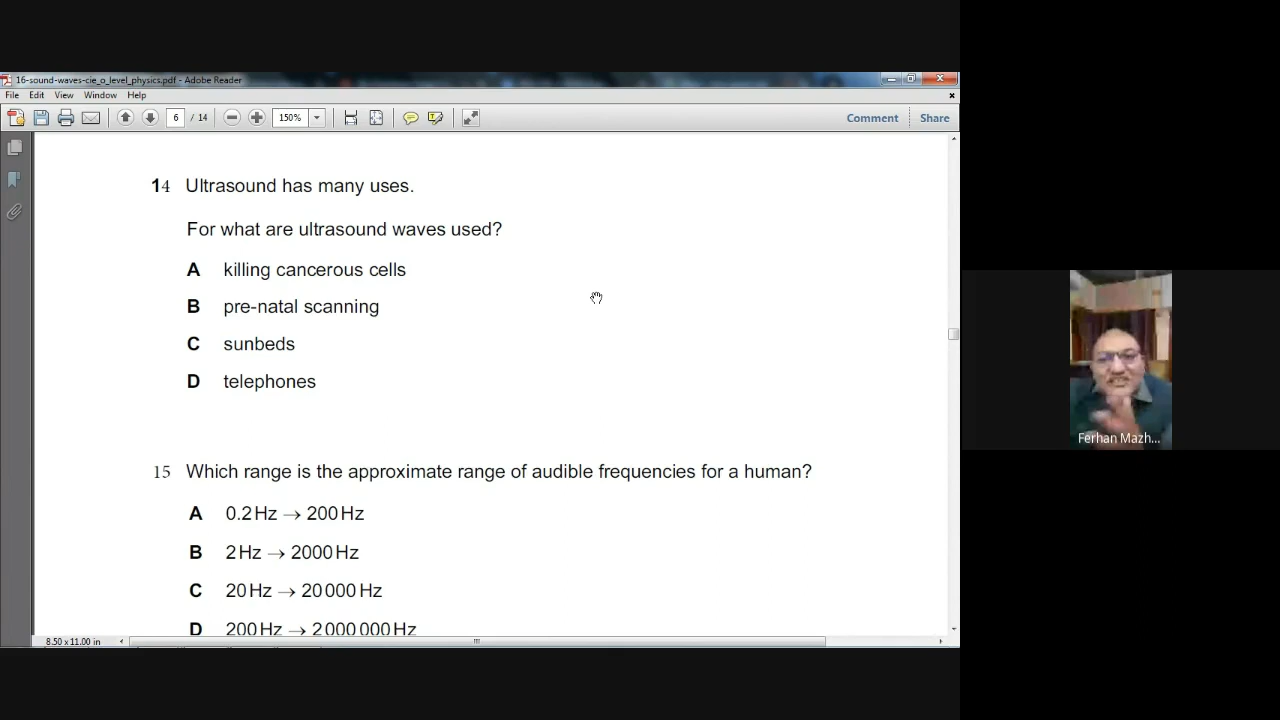 16-sound-waves-cie_o_level_physics.pdf - Adobe Reader
File Edit View Window Help
6 / 14 150% Comment Share
14 Ultrasound has many uses.
For what are ultrasound waves used?
A killing cancerous cells
B pre-natal scanning
C sunbeds
D telephones
15 Which range is the approximate range of audible frequencies for a human?
A 0.2 Hz → 200 Hz
B 2 Hz → 2000 Hz
C 20 Hz → 20 000 Hz
D 200 Hz → 2 000 000 Hz
8.50 x 11.00 in
Ferhan Mazh...